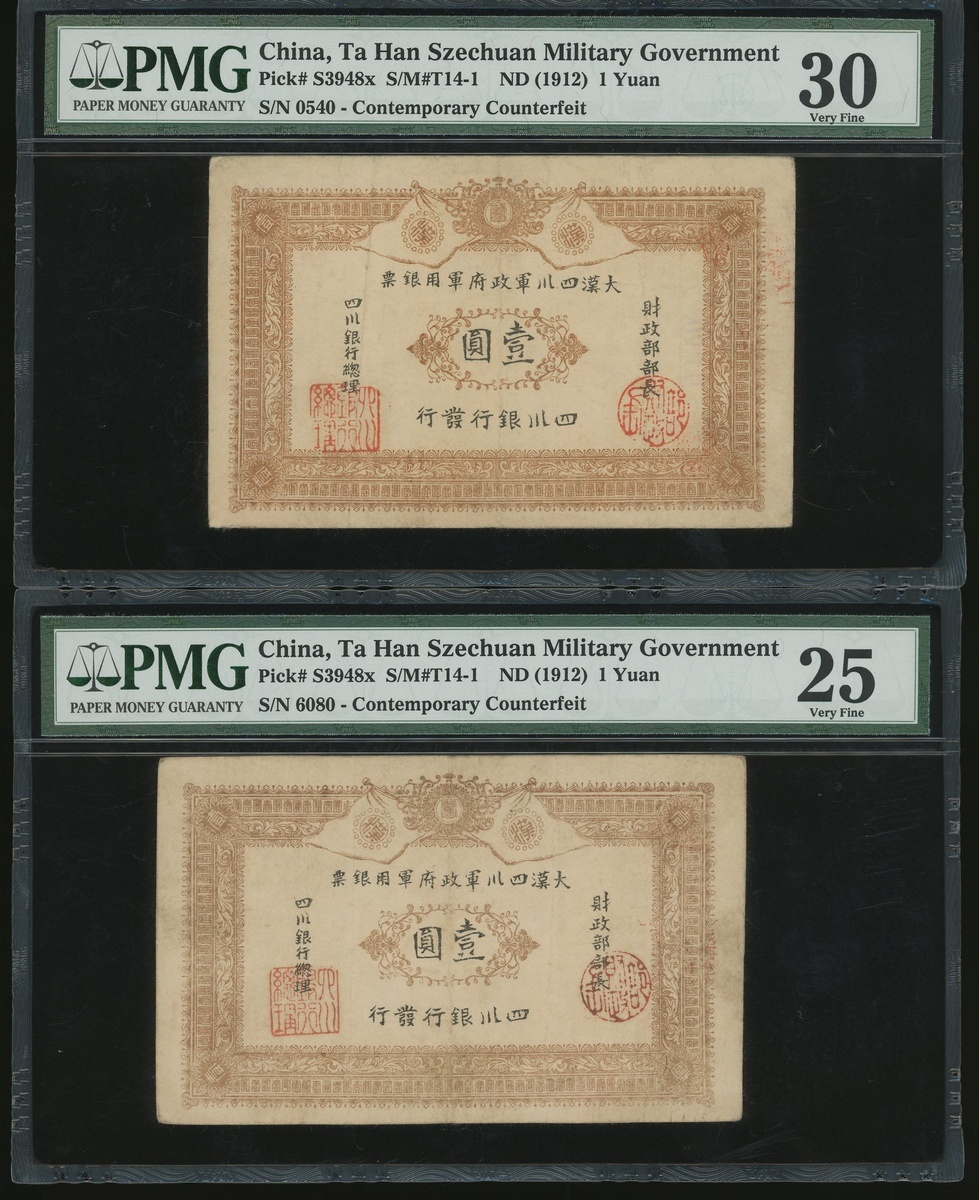 PMG
PAPER MONEY GUARANTY
China, Ta Han Szechuan Military Government
Pick# S3948x S/M#T14-1 ND (1912) 1 Yuan
S/N 0540 - Contemporary Counterfeit
30
Very Fine
大漢四川軍政府軍用銀票
財政部部長
壹圓
四川銀行總理
四川銀行發行
PMG
PAPER MONEY GUARANTY
China, Ta Han Szechuan Military Government
Pick# S3948x S/M#T14-1 ND (1912) 1 Yuan
S/N 6080 - Contemporary Counterfeit
25
Very Fine
大漢四川軍政府軍用銀票
財政部部長
壹圓
四川銀行總理
四川銀行發行